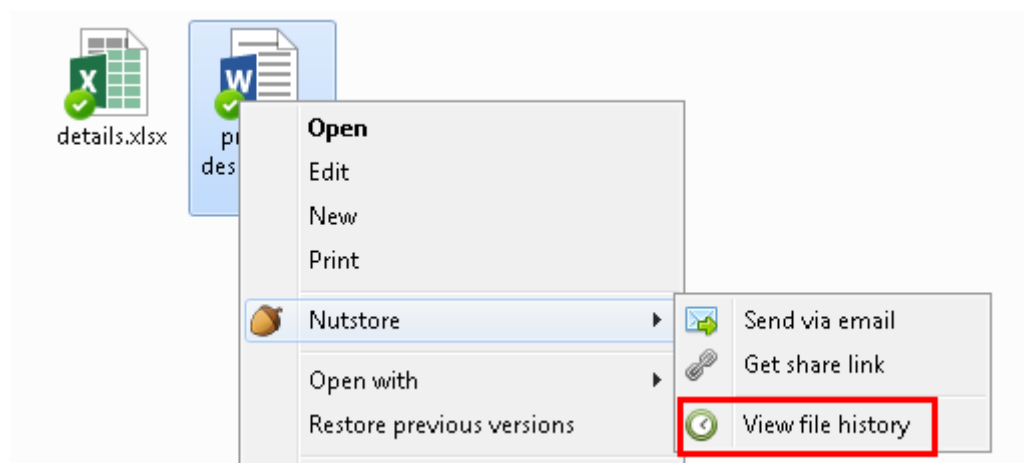 details.xlsx
Open
Edit
New
Print
Nutstore
Send via email
Get share link
View file history
Open with
Restore previous versions